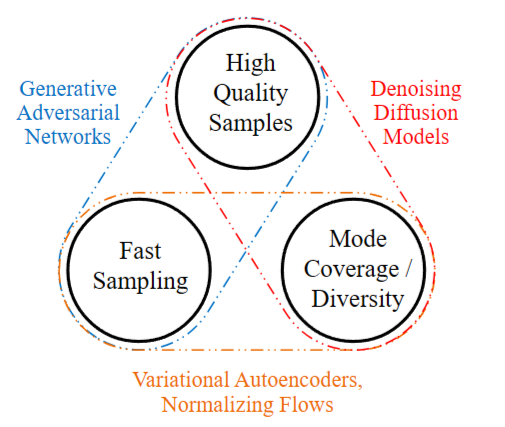 High
Quality
Samples
Generative
Adversarial
Networks
Denoising
Diffusion
Models
Fast
Sampling
Mode
Coverage /
Diversity
Variational Autoencoders,
Normalizing Flows